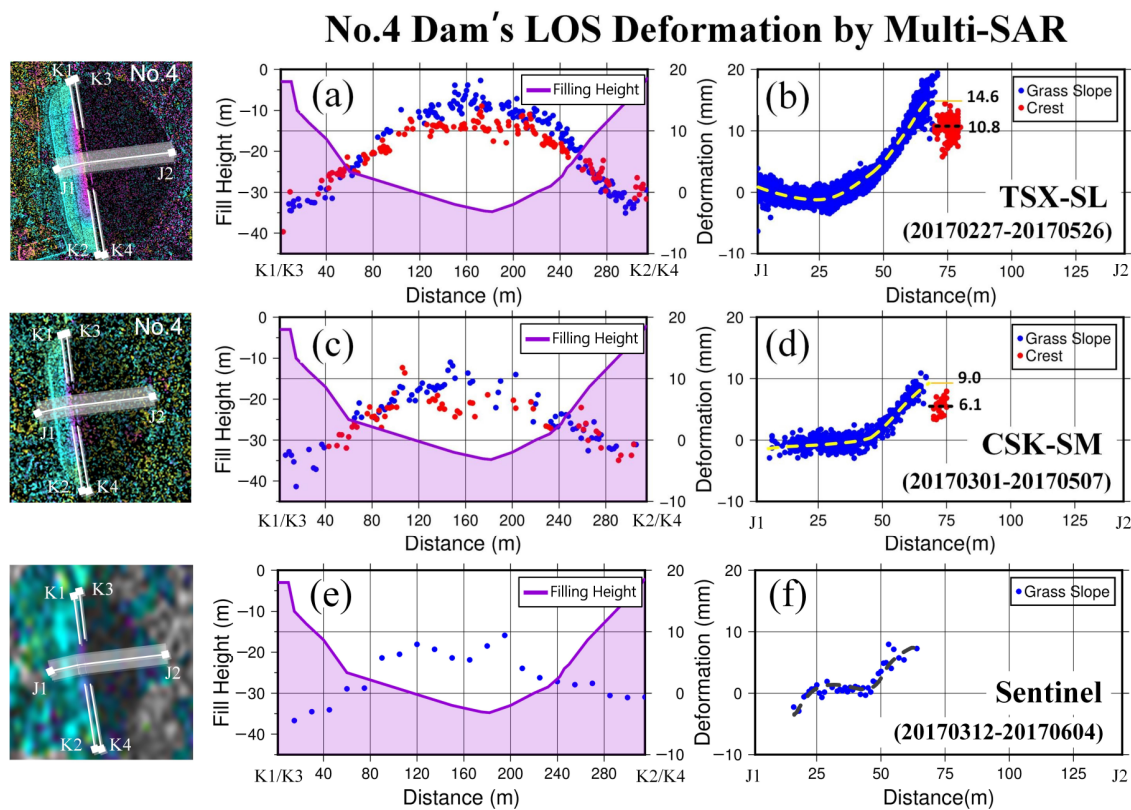 No.4 Dam's LOS Deformation by Multi-SAR
K1 K3 No.4
J1 J2
K2 K4
(a)
Filling Height
Fill Height (m)
0
−10
−20
−30
−40
20
10
0
−10
K1/K3 40 80 120 160 200 240 280 K2/K4
Distance (m)
Deformation (mm)
(b)
Grass Slope
Crest
14.6
10.8
TSX-SL
(20170227-20170526)
20
10
0
−10
J1 25 50 75 100 125 J2
Distance(m)
K1 K3 No.4
J1 J2
K2 K4
(c)
Filling Height
Fill Height (m)
0
−10
−20
−30
−40
20
10
0
−10
K1/K3 40 80 120 160 200 240 280 K2/K4
Distance (m)
Deformation (mm)
(d)
Grass Slope
Crest
9.0
6.1
CSK-SM
(20170301-20170507)
20
10
0
−10
J1 25 50 75 100 125 J2
Distance(m)
K1 K3
J1 J2
K2 K4
(e)
Filling Height
Fill Height (m)
0
−10
−20
−30
−40
20
10
0
−10
K1/K3 40 80 120 160 200 240 280 K2/K4
Distance (m)
Deformation (mm)
(f)
Grass Slope
Sentinel
(20170312-20170604)
20
10
0
−10
J1 25 50 75 100 125 J2
Distance(m)